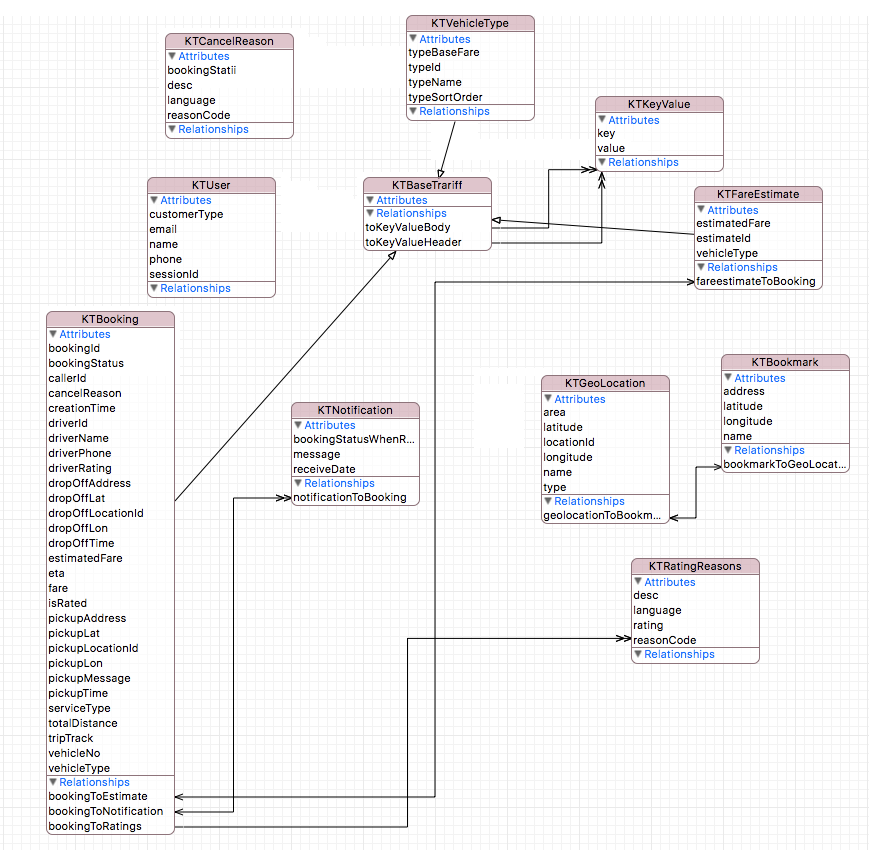 KTVehicleType
Attributes
typeBaseFare
typeId
typeName
typeSortOrder
Relationships
KTCancelReason
Attributes
bookingStatii
desc
language
reasonCode
Relationships
KTKeyValue
Attributes
key
value
Relationships
KTUser
Attributes
customerType
email
name
phone
sessionId
Relationships
KTBaseTrariff
Attributes
Relationships
toKeyValueBody
toKeyValueHeader
KTFareEstimate
Attributes
estimatedFare
estimateId
vehicleType
Relationships
fareestimateToBooking
KTBooking
Attributes
bookingId
bookingStatus
callerId
cancelReason
creationTime
driverId
driverName
driverPhone
driverRating
dropOffAddress
dropOffLat
dropOffLocationId
dropOffLon
dropOffTime
estimatedFare
eta
fare
isRated
pickupAddress
pickupLat
pickupLocationId
pickupLon
pickupMessage
pickupTime
serviceType
totalDistance
tripTrack
vehicleNo
vehicleType
Relationships
bookingToEstimate
bookingToNotification
bookingToRatings
KTNotification
Attributes
bookingStatusWhenR...
message
receiveDate
Relationships
notificationToBooking
KTGeoLocation
Attributes
area
latitude
locationId
longitude
name
type
Relationships
geolocationToBookm...
KTBookmark
Attributes
address
latitude
longitude
name
Relationships
bookmarkToGeoLocat...
KTRatingReasons
Attributes
desc
language
rating
reasonCode
Relationships